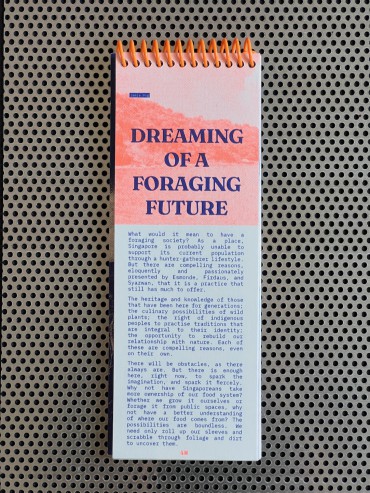 DREAMING
OF A
FORAGING
FUTURE
What would it mean to have a
foraging society? As a place,
Singapore is probably unable to
support its current population
through a hunter-gatherer lifestyle.
But there are compelling reasons,
eloquently and passionately
presented by Esmonde, Firdaus, and
Syazwan, that it is a practice that
still has much to offer.
The heritage and knowledge of those
that have been here for generations;
the culinary possibilities of wild
plants; the right of indigenous
peoples to practise traditions that
are integral to their identity;
the opportunity to rebuild our
relationship with nature. Each of
these are compelling reasons, even
on their own.
There will be obstacles, as there
always are. But there is enough
here, right now, to spark the
imagination, and spark it fiercely.
Why not have Singaporeans take
more ownership of our food system?
Whether we grow it ourselves or
forage it from public spaces, why
not have a better understanding
of where our food comes from? The
possibilities are boundless. We
need only roll up our sleeves and
scrabble through foliage and dirt
to uncover them.